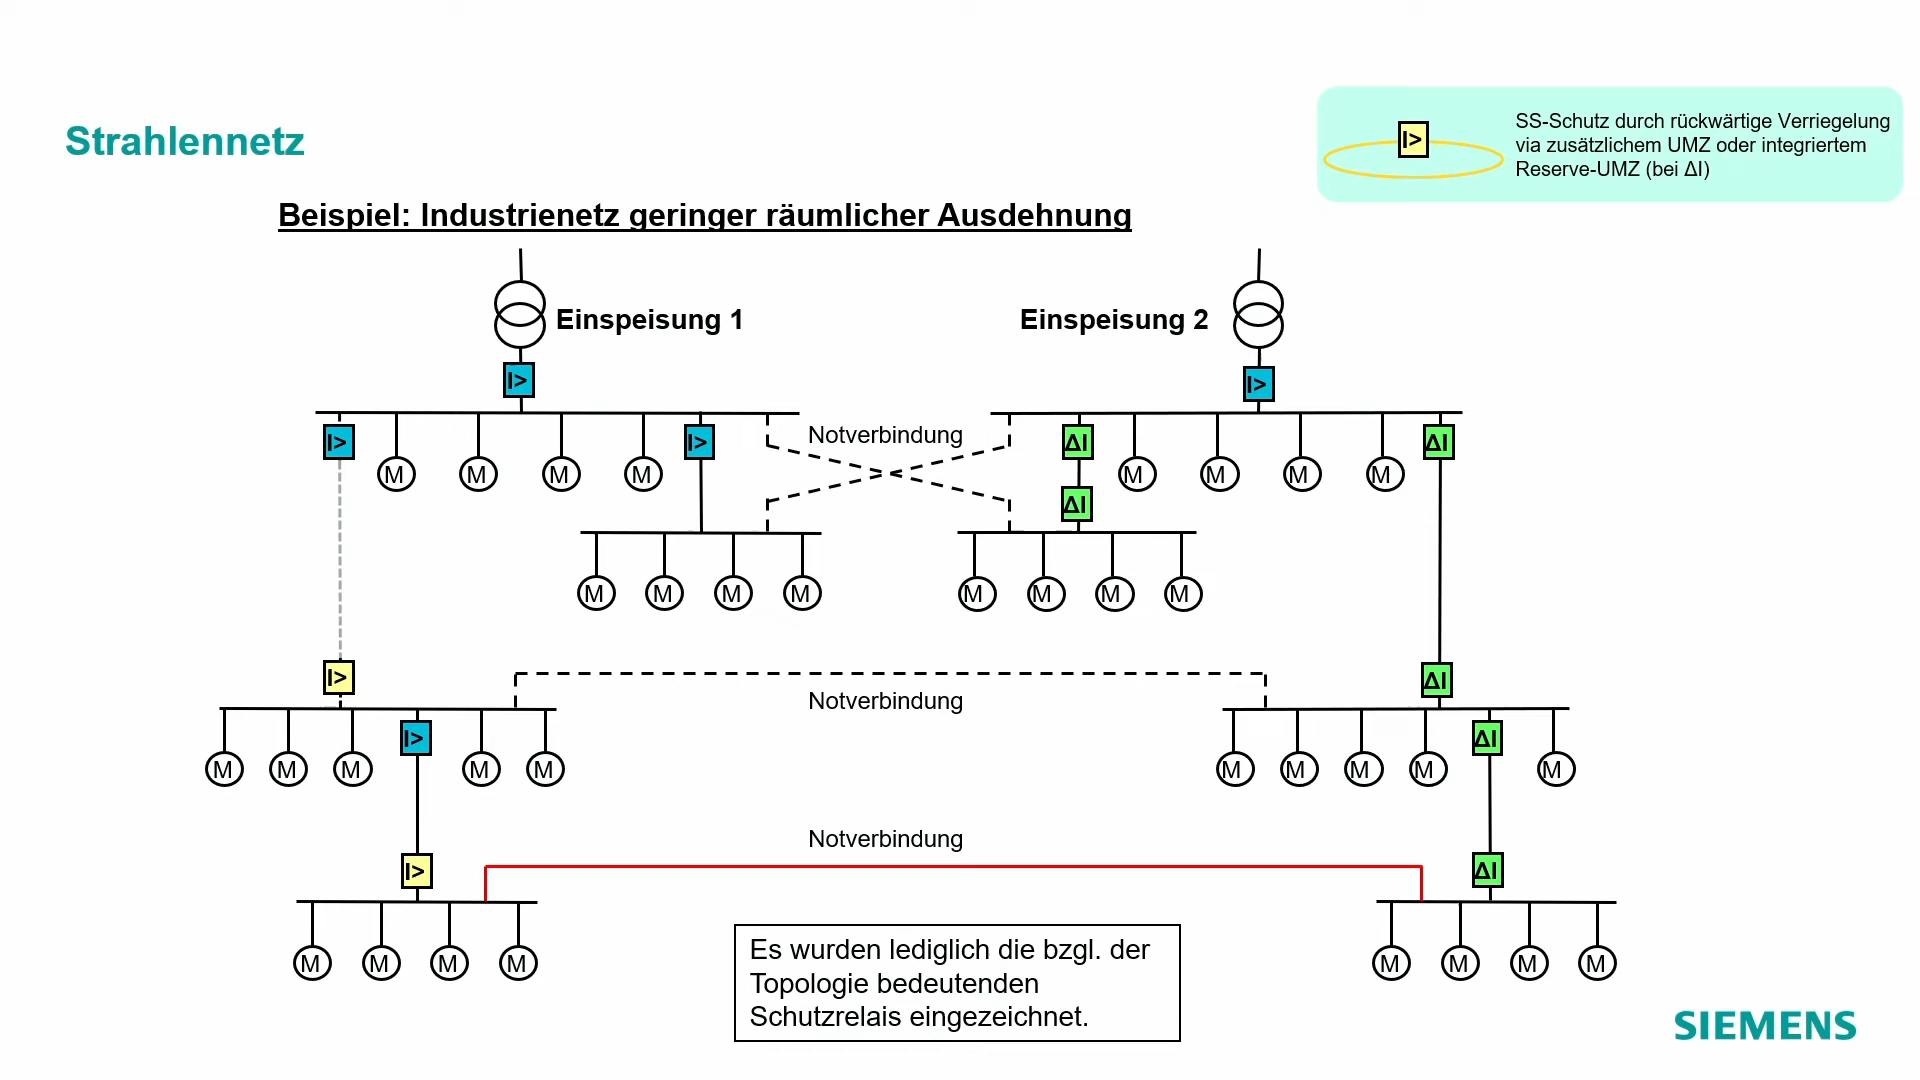 Strahlennetz
I>
SS-Schutz durch rückwärtige Verriegelung
via zusätzlichem UMZ oder integriertem
Reserve-UMZ (bei ΔI)
Beispiel: Industrienetz geringer räumlicher Ausdehnung
Einspeisung 1 Einspeisung 2
I> I>
I> I> Notverbindung ΔI ΔI
M M M M M M M M
ΔI
M M M M M M M M
I> ΔI
Notverbindung
I> ΔI
M M M M M M M M M M
Notverbindung
I> ΔI
Es wurden lediglich die bzgl. der
Topologie bedeutenden
Schutzrelais eingezeichnet.
M M M M M M M M
SIEMENS